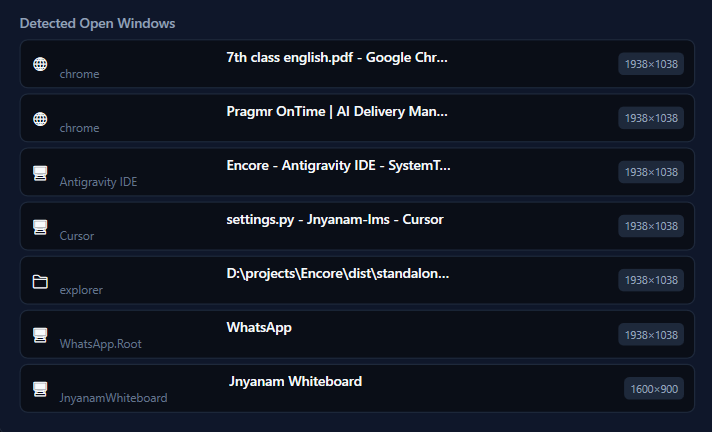 Detected Open Windows
7th class english.pdf - Google Chr...
chrome
1938×1038
Pragmr OnTime | AI Delivery Man...
chrome
1938×1038
Encore - Antigravity IDE - SystemT...
Antigravity IDE
1938×1038
settings.py - Jnyanam-lms - Cursor
Cursor
1938×1038
D:\projects\Encore\dist\standalon...
explorer
1938×1038
WhatsApp
WhatsApp.Root
1938×1038
Jnyanam Whiteboard
JnyanamWhiteboard
1600×900